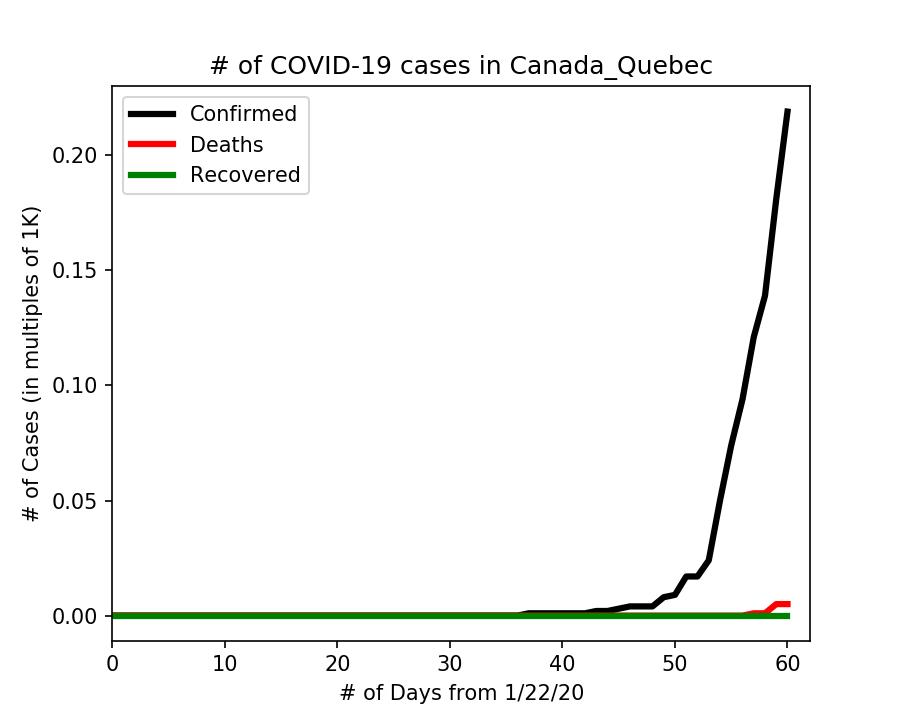 # of COVID-19 cases in Canada_Quebec
Confirmed
Deaths
Recovered
# of Cases (in multiples of 1K)
0.20
0.15
0.10
0.05
0.00
0 10 20 30 40 50 60
# of Days from 1/22/20